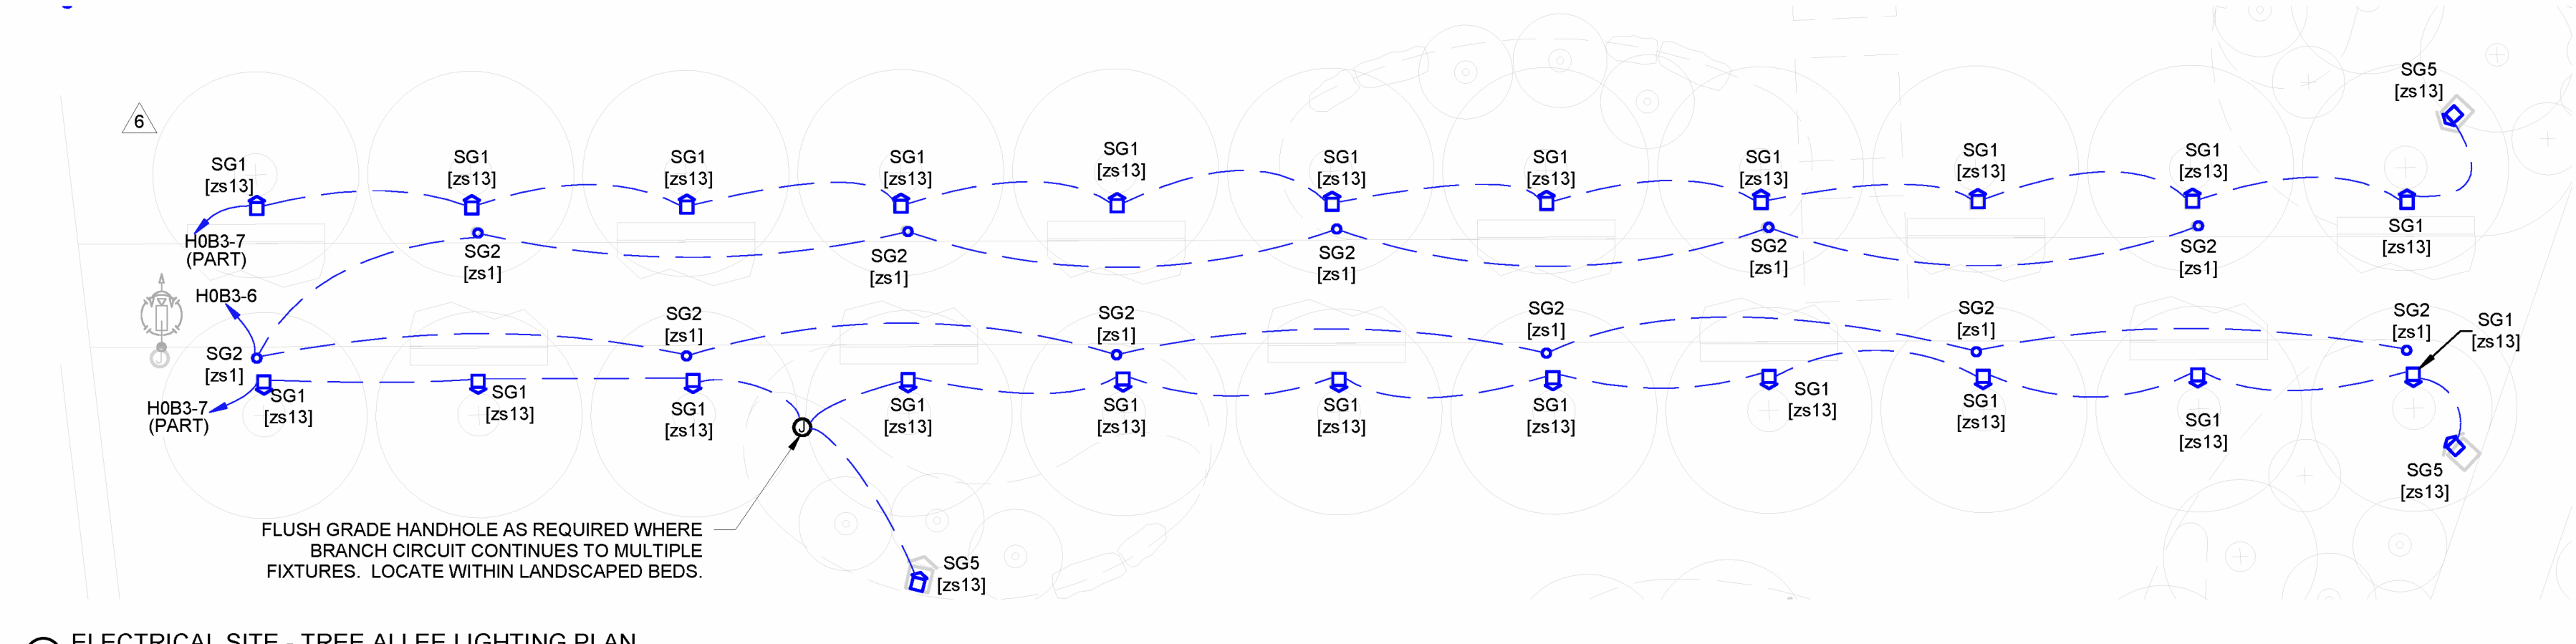 SG5
[zs13]
6
SG1
[zs13]
SG1
[zs13]
SG1
[zs13]
SG1
[zs13]
SG1
[zs13]
SG1
[zs13]
SG1
[zs13]
SG1
[zs13]
SG1
[zs13]
SG1
[zs13]
SG1
[zs13]
H0B3-7
(PART)
SG2
[zs1]
SG2
[zs1]
SG2
[zs1]
SG2
[zs1]
SG2
[zs1]
H0B3-6
SG2
[zs1]
SG2
[zs1]
SG2
[zs1]
SG2
[zs1]
SG2
[zs1]
SG2
[zs1]
SG1
[zs13]
J
H0B3-7
(PART)
SG1
[zs13]
SG1
[zs13]
SG1
[zs13]
J
SG1
[zs13]
SG1
[zs13]
SG1
[zs13]
SG1
[zs13]
SG1
[zs13]
SG1
[zs13]
SG1
[zs13]
SG5
[zs13]
FLUSH GRADE HANDHOLE AS REQUIRED WHERE
BRANCH CIRCUIT CONTINUES TO MULTIPLE
FIXTURES. LOCATE WITHIN LANDSCAPED BEDS.
SG5
[zs13]
ELECTRICAL SITE - TREE ALLEE LIGHTING PLAN